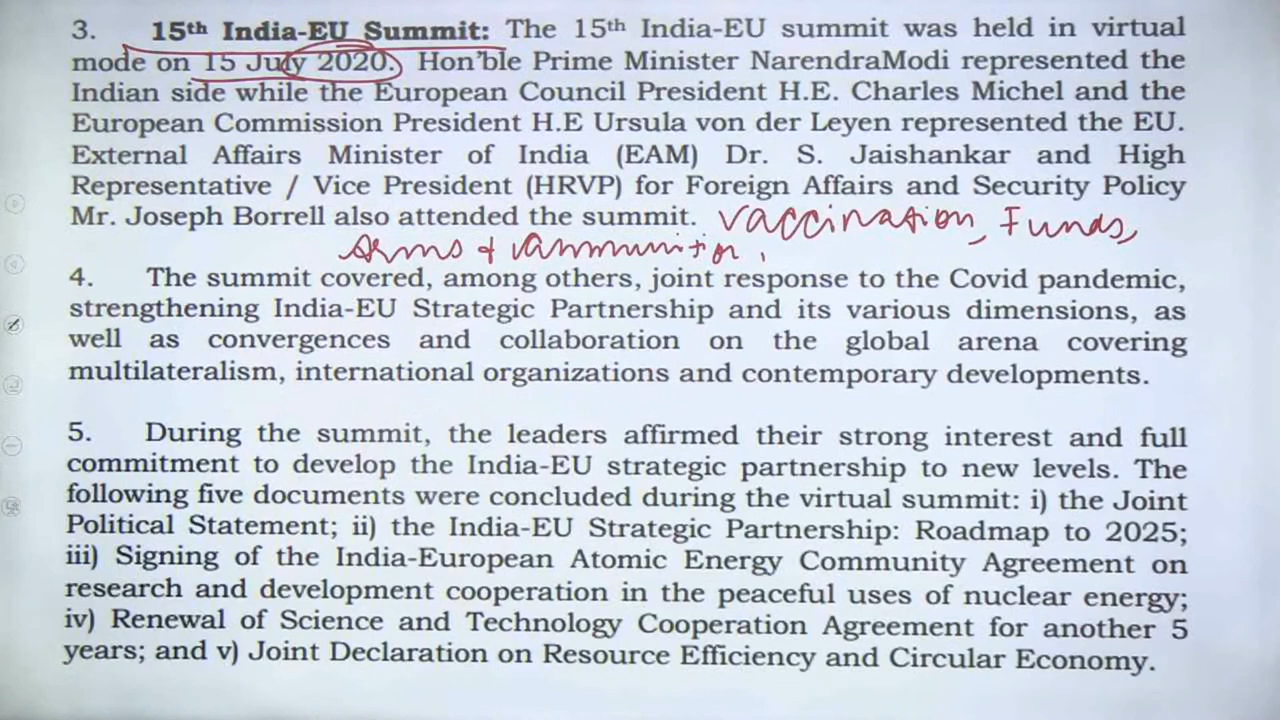 3. 15th India-EU Summit: The 15th India-EU summit was held in virtual
mode on 15 July 2020. Hon'ble Prime Minister NarendraModi represented the
Indian side while the European Council President H.E. Charles Michel and the
European Commission President H.E Ursula von der Leyen represented the EU.
External Affairs Minister of India (EAM) Dr. S. Jaishankar and High
Representative / Vice President (HRVP) for Foreign Affairs and Security Policy
Mr. Joseph Borrell also attended the summit. Vaccination, Funds,
Arms &
4. The summit covered, among others, joint response to the Covid pandemic,
strengthening India-EU Strategic Partnership and its various dimensions, as
well as convergences and collaboration on the global arena covering
multilateralism, international organizations and contemporary developments.
5. During the summit, the leaders affirmed their strong interest and full
commitment to develop the India-EU strategic partnership to new levels. The
following five documents were concluded during the virtual summit: i) the Joint
Political Statement; ii) the India-EU Strategic Partnership: Roadmap to 2025;
iii) Signing of the India-European Atomic Energy Community Agreement on
research and development cooperation in the peaceful uses of nuclear energy;
iv) Renewal of Science and Technology Cooperation Agreement for another 5
years; and v) Joint Declaration on Resource Efficiency and Circular Economy.